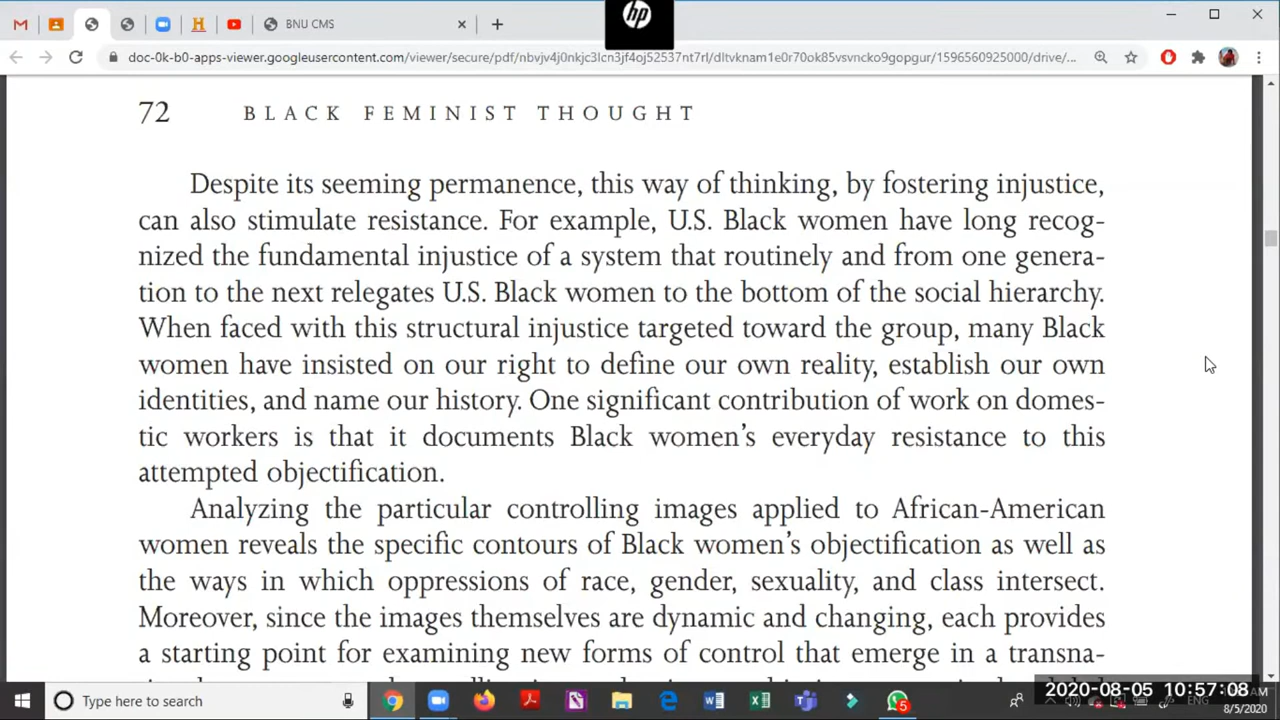 BNU CMS
hp
doc-0k-b0-apps-viewer.googleusercontent.com/viewer/secure/pdf/nbvjv4j0nkjc3lcn3jf4oj52537nt7rl/dltvknam1e0r70ok85vsvncko9gopgur/1596560925000/drive/...
72 BLACK FEMINIST THOUGHT
Despite its seeming permanence, this way of thinking, by fostering injustice,
can also stimulate resistance. For example, U.S. Black women have long recog-
nized the fundamental injustice of a system that routinely and from one genera-
tion to the next relegates U.S. Black women to the bottom of the social hierarchy.
When faced with this structural injustice targeted toward the group, many Black
women have insisted on our right to define our own reality, establish our own
identities, and name our history. One significant contribution of work on domes-
tic workers is that it documents Black women's everyday resistance to this
attempted objectification.
Analyzing the particular controlling images applied to African-American
women reveals the specific contours of Black women's objectification as well as
the ways in which oppressions of race, gender, sexuality, and class intersect.
Moreover, since the images themselves are dynamic and changing, each provides
a starting point for examining new forms of control that emerge in a transna-
Type here to search
5
2020-08-05 10:57:08 AM
ENG
8/5/2020